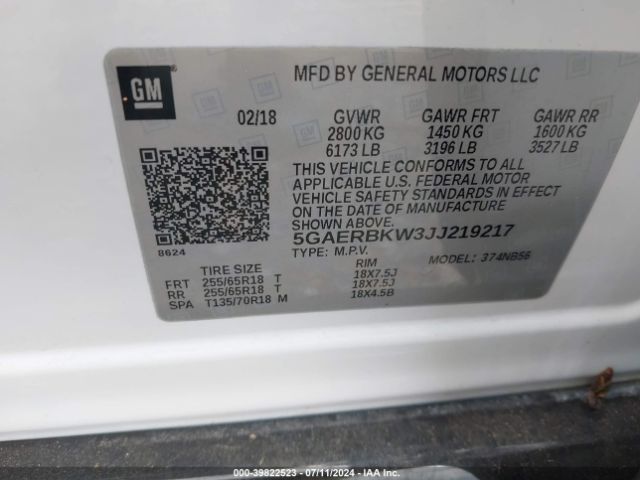 GM
MFD BY GENERAL MOTORS LLC
02/18 GVWR GAWR FRT GAWR RR
2800 KG 1450 KG 1600 KG
6173 LB 3196 LB 3527 LB
THIS VEHICLE CONFORMS TO ALL
APPLICABLE U.S. FEDERAL MOTOR
VEHICLE SAFETY STANDARDS IN EFFECT
ON THE DATE OF MANUFACTURE
SHOWN ABOVE.
5GAERBKW3JJ219217
8624 TYPE: M.P.V. MODEL: 374NB56
TIRE SIZE RIM
FRT 255/65R18 T 18X7.5J
RR 255/65R18 T 18X7.5J
SPA T135/70R18 M 18X4.5B
000-39822523 - 07/11/2024 - IAA Inc.